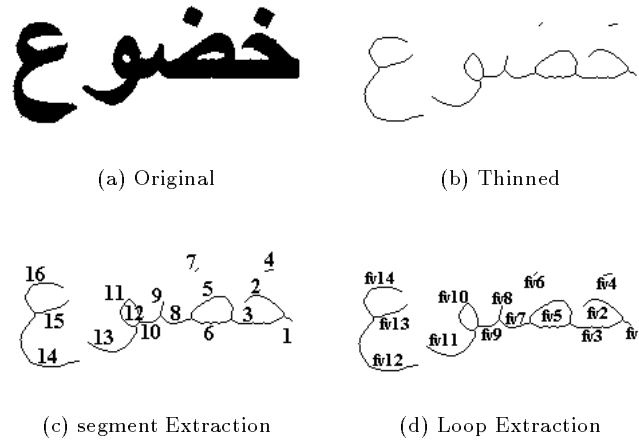 خضوع
(a) Original
(b) Thinned
16
7
4
11
9
5
2
15
12
8
3
13
10
6
1
14
(c) segment Extraction
fv14
fv6
fv4
fv10
fv8
fv13
fv7
fv5
fv2
fv11
fv9
fv3
fv12
fv
(d) Loop Extraction